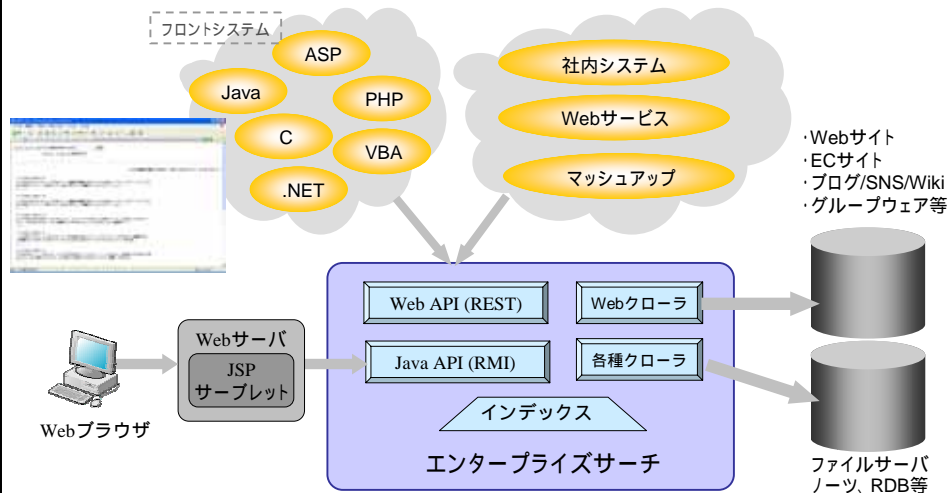 フロントシステム
ASP
Java
PHP
C
VBA
.NET
社内システム
Webサービス
マッシュアップ
・Webサイト
・ECサイト
・ブログ/SNS/Wiki
・グループウェア等
Web API (REST)
Webクローラ
Webサーバ
JSP
サーブレット
Java API (RMI)
各種クローラ
インデックス
Webブラウザ
エンタープライズサーチ
ファイルサーバ
ノーツ、RDB等